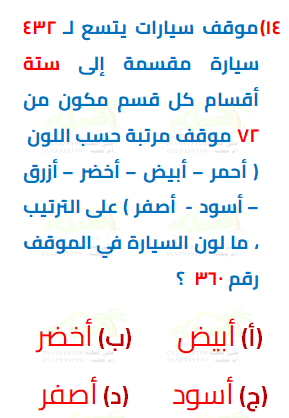 ١٤)موقف سيارات يتسع لـ ٤٣٢
سيارة مقسمة إلى ستة
أقسام كل قسم مكون من
٧٢ موقف مرتبة حسب اللون
( أحمر – أبيض – أخضر – أزرق
– أسود - أصفر ) على الترتيب
، ما لون السيارة في الموقف
رقم ٣٦٠ ؟
(أ) أبيض (ب) أخضر
(ج) أسود (د) أصفر